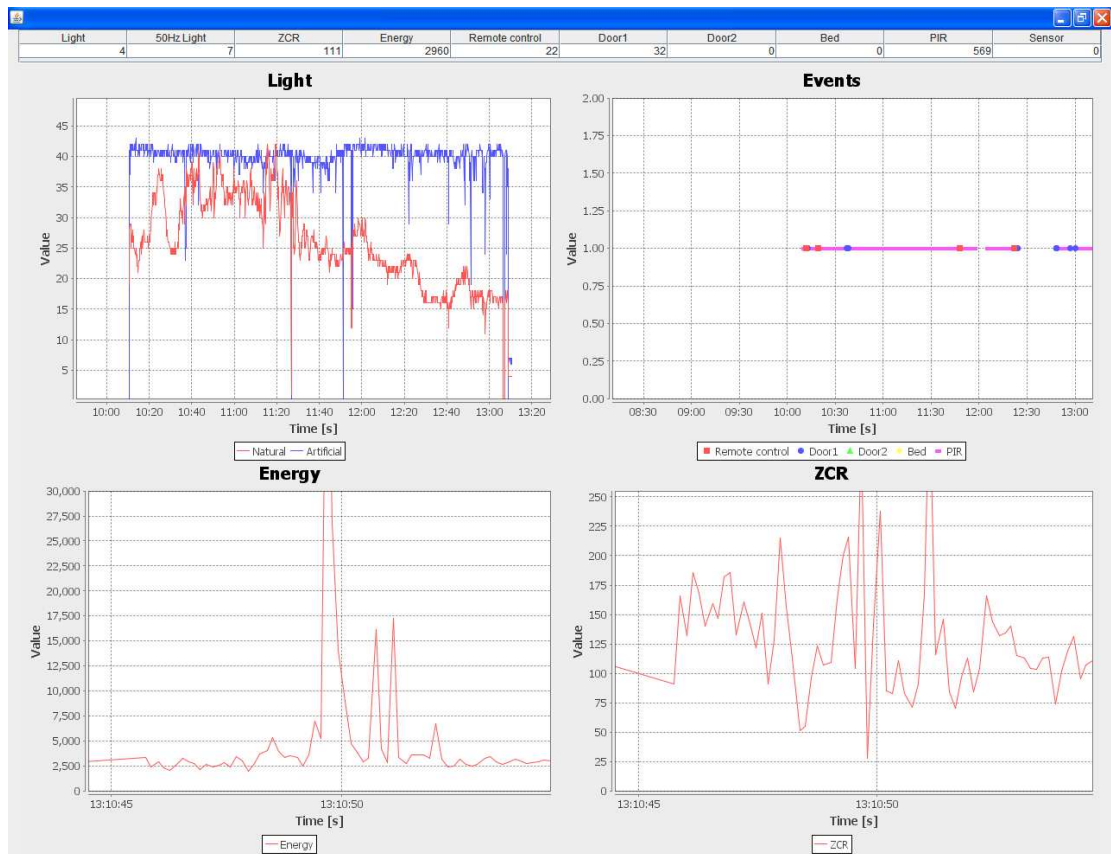 Light 50Hz Light ZCR Energy Remote control Door1 Door2 Bed PIR Sensor
4 7 111 2960 22 32 0 0 569 0
Light
45
40
35
30
25
20
15
10
5
Value
10:00 10:20 10:40 11:00 11:20 11:40 12:00 12:20 12:40 13:00 13:20
Time [s]
Natural Artificial
Events
2.00
1.75
1.50
1.25
1.00
0.75
0.50
0.25
0.00
Value
08:30 09:00 09:30 10:00 10:30 11:00 11:30 12:00 12:30 13:00
Time [s]
Remote control Door1 Door2 Bed PIR
Energy
30,000
27,500
25,000
22,500
20,000
17,500
15,000
12,500
10,000
7,500
5,000
2,500
0
Value
13:10:45 13:10:50
Time [s]
Energy
ZCR
250
225
200
175
150
125
100
75
50
25
0
Value
13:10:45 13:10:50
Time [s]
ZCR